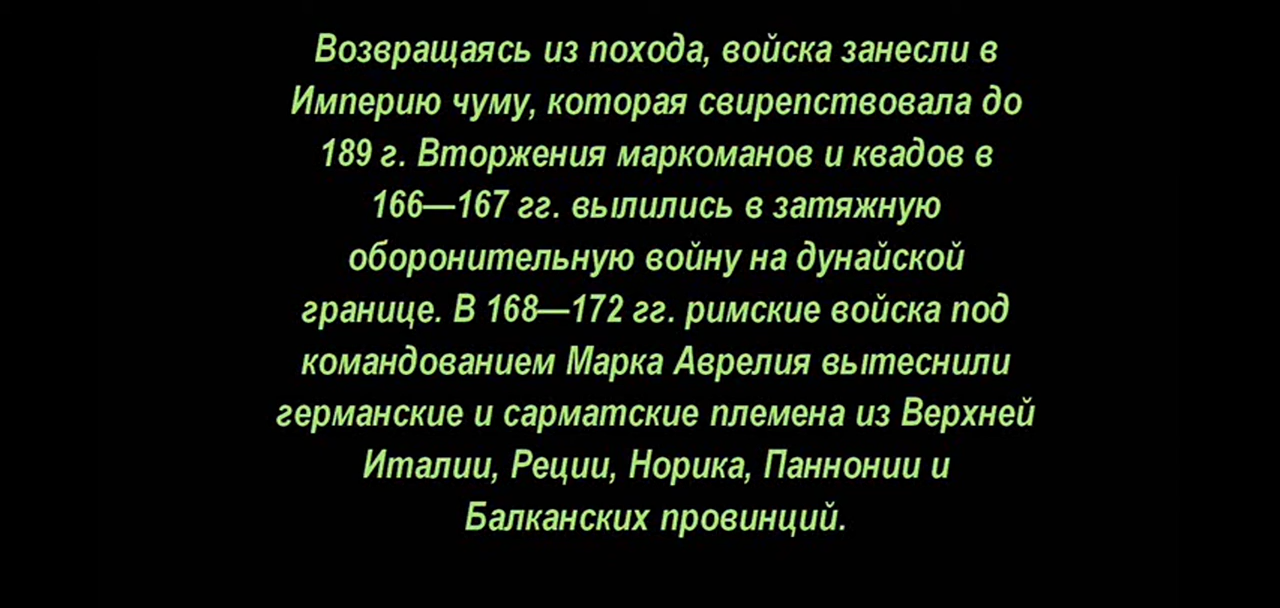 Возвращаясь из похода, войска занесли в
Империю чуму, которая свирепствовала до
189 г. Вторжения маркоманов и квадов в
166—167 гг. вылились в затяжную
оборонительную войну на дунайской
границе. В 168—172 гг. римские войска под
командованием Марка Аврелия вытеснили
германские и сарматские племена из Верхней
Италии, Реции, Норика, Паннонии и
Балканских провинций.